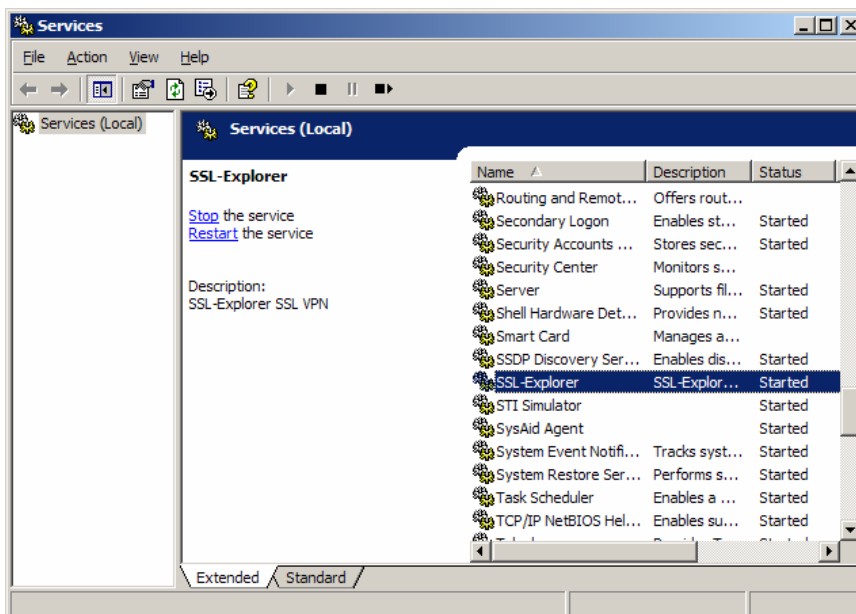 Services
File Action View Help
Services (Local)
Services (Local)
SSL-Explorer
Stop the service
Restart the service
Description:
SSL-Explorer SSL VPN
Name Description Status
Routing and Remot... Offers rout...
Secondary Logon Enables st... Started
Security Accounts ... Stores sec... Started
Security Center Monitors s...
Server Supports fil... Started
Shell Hardware Det... Provides n... Started
Smart Card Manages a...
SSDP Discovery Ser... Enables dis... Started
SSL-Explorer SSL-Explor... Started
STI Simulator Started
SysAid Agent Started
System Event Notifi... Tracks syst... Started
System Restore Ser... Performs s... Started
Task Scheduler Enables a ... Started
TCP/IP NetBIOS Hel... Enables su... Started
Extended Standard